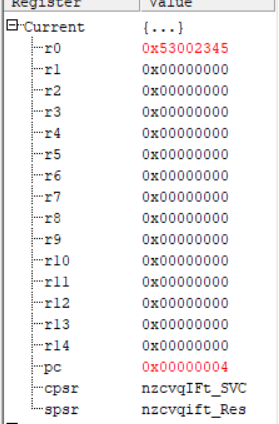 Register Value
Current {...}
r0 0x53002345
r1 0x00000000
r2 0x00000000
r3 0x00000000
r4 0x00000000
r5 0x00000000
r6 0x00000000
r7 0x00000000
r8 0x00000000
r9 0x00000000
r10 0x00000000
r11 0x00000000
r12 0x00000000
r13 0x00000000
r14 0x00000000
pc 0x00000004
cpsr nzcvqIFt_SVC
spsr nzcvqift_Res